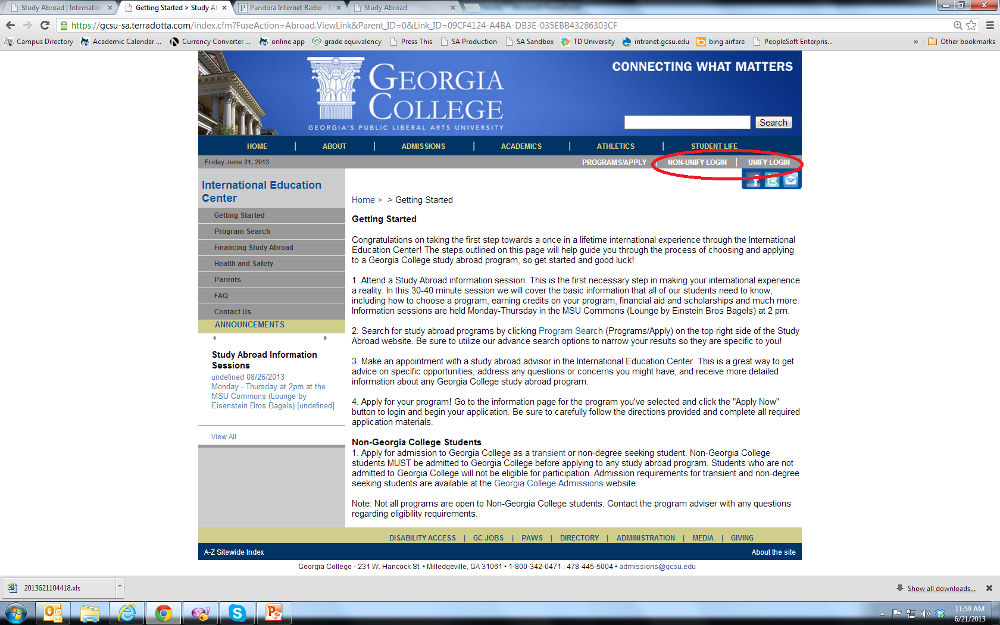 Study Abroad | Internation
Getting Started > Study Al
Pandora Internet Radio - L
Study Abroad
https://gcsu-sa.terradotta.com/index.cfm?FuseAction=Abroad.ViewLink&Parent_ID=0&Link_ID=09CF4124-A4BA-DB3E-035EBB43286303CF
Campus Directory Academic Calendar ... Currency Converter ... online app grade equivalency Press This SA Production SA Sandbox TD University intranet.gcsu.edu bing airfare PeopleSoft Enterpris... » Other bookmarks
CONNECTING WHAT MATTERS
GEORGIA
COLLEGE
GEORGIA'S PUBLIC LIBERAL ARTS UNIVERSITY
Search
HOME | ABOUT | ADMISSIONS | ACADEMICS | ATHLETICS | STUDENT LIFE
Friday June 21, 2013
PROGRAMS/APPLY | NON-UNIFY LOGIN | UNIFY LOGIN
International Education
Center
Getting Started
Program Search
Financing Study Abroad
Health and Safety
Parents
FAQ
Contact Us
ANNOUNCEMENTS
Study Abroad Information
Sessions
undefined 08/26/2013
Monday - Thursday at 2pm at the
MSU Commons (Lounge by
Eisenstein Bros Bagels) [undefined]
View All
Home > > Getting Started
Getting Started
Congratulations on taking the first step towards a once in a lifetime international experience through the International
Education Center! The steps outlined on this page will help guide you through the process of choosing and applying
to a Georgia College study abroad program, so get started and good luck!
1. Attend a Study Abroad information session. This is the first necessary step in making your international experience
a reality. In this 30-40 minute session we will cover the basic information that all of our students need to know,
including how to choose a program, earning credits on your program, financial aid and scholarships and much more.
Information sessions are held Monday-Thursday in the MSU Commons (Lounge by Einstein Bros Bagels) at 2 pm.
2. Search for study abroad programs by clicking Program Search (Programs/Apply) on the top right side of the Study
Abroad website. Be sure to utilize our advance search options to narrow your results so they are specific to you!
3. Make an appointment with a study abroad advisor in the International Education Center. This is a great way to get
advice on specific opportunities, address any questions or concerns you might have, and receive more detailed
information about any Georgia College study abroad program.
4. Apply for your program! Go to the information page for the program you've selected and click the "Apply Now"
button to login and begin your application. Be sure to carefully follow the directions provided and complete all required
application materials.
Non-Georgia College Students
1. Apply for admission to Georgia College as a transient or non-degree seeking student. Non-Georgia College
students MUST be admitted to Georgia College before applying to any study abroad program. Students who are not
admitted to Georgia College will not be eligible for participation. Admission requirements for transient and non-degree
seeking students are available at the Georgia College Admissions website.
Note: Not all programs are open to Non-Georgia College students. Contact the program adviser with any questions
regarding eligibility requirements.
DISABILITY ACCESS | GC JOBS | PAWS | DIRECTORY | ADMINISTRATION | MEDIA | GIVING
A-Z Sitewide Index
About the site
Georgia College · 231 W. Hancock St. • Milledgeville, GA 31061 • 1-800-342-0471 ; 478-445-5004 • admissions@gcsu.edu
2013621104418.xls
Show all downloads...
11:59 AM
6/21/2013